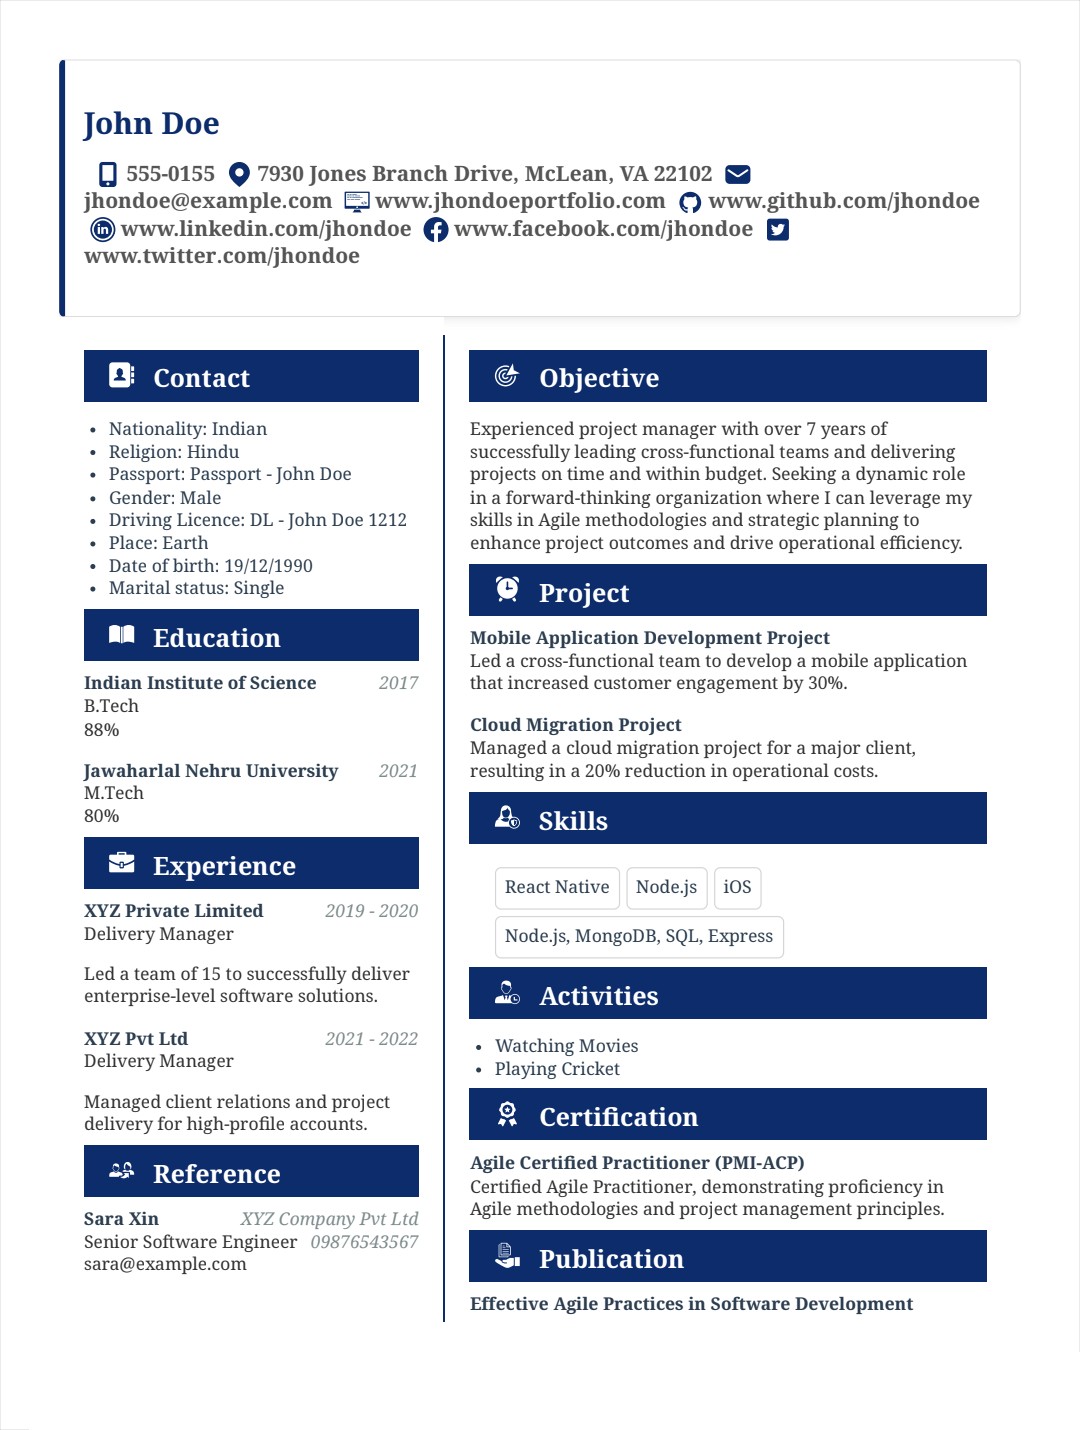 John Doe
555-0155 7930 Jones Branch Drive, McLean, VA 22102
jhondoe@example.com www.jhondoeportfolio.com www.github.com/jhondoe
www.linkedin.com/jhondoe www.facebook.com/jhondoe
www.twitter.com/jhondoe
Contact
• Nationality: Indian
• Religion: Hindu
• Passport: Passport - John Doe
• Gender: Male
• Driving Licence: DL - John Doe 1212
• Place: Earth
• Date of birth: 19/12/1990
• Marital status: Single
Education
Indian Institute of Science 2017
B.Tech
88%
Jawaharlal Nehru University 2021
M.Tech
80%
Experience
XYZ Private Limited 2019 - 2020
Delivery Manager
Led a team of 15 to successfully deliver
enterprise-level software solutions.
XYZ Pvt Ltd 2021 - 2022
Delivery Manager
Managed client relations and project
delivery for high-profile accounts.
Reference
Sara Xin XYZ Company Pvt Ltd
Senior Software Engineer 09876543567
sara@example.com
Objective
Experienced project manager with over 7 years of
successfully leading cross-functional teams and delivering
projects on time and within budget. Seeking a dynamic role
in a forward-thinking organization where I can leverage my
skills in Agile methodologies and strategic planning to
enhance project outcomes and drive operational efficiency.
Project
Mobile Application Development Project
Led a cross-functional team to develop a mobile application
that increased customer engagement by 30%.
Cloud Migration Project
Managed a cloud migration project for a major client,
resulting in a 20% reduction in operational costs.
Skills
React Native Node.js iOS
Node.js, MongoDB, SQL, Express
Activities
• Watching Movies
• Playing Cricket
Certification
Agile Certified Practitioner (PMI-ACP)
Certified Agile Practitioner, demonstrating proficiency in
Agile methodologies and project management principles.
Publication
Effective Agile Practices in Software Development